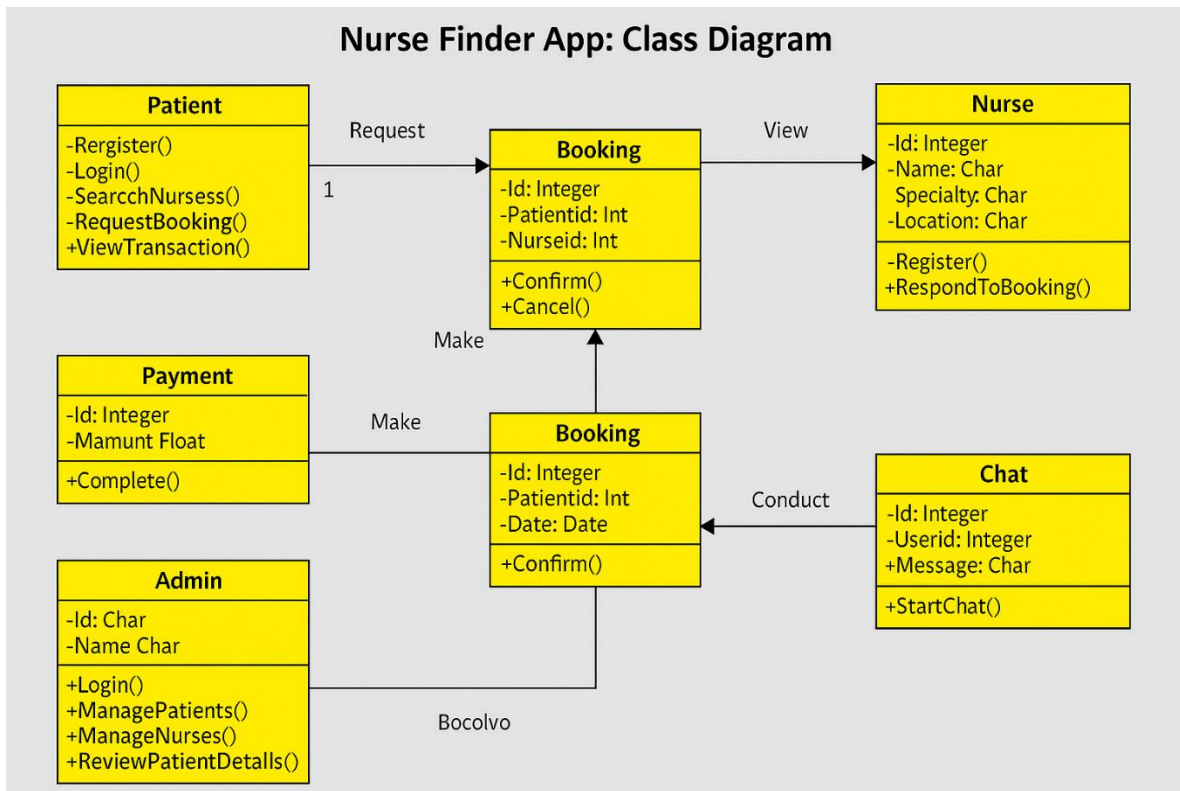 Nurse Finder App: Class Diagram
Patient
-Rergister()
-Login()
-SearcchNursess()
-RequestBooking()
+ViewTransaction()
Request
1
Booking
-Id: Integer
-Patientid: Int
-Nurseid: Int
+Confirm()
+Cancel()
View
Nurse
-Id: Integer
-Name: Char
Specialty: Char
-Location: Char
-Register()
+RespondToBooking()
Make
Payment
-Id: Integer
-Mamunt Float
+Complete()
Make
Booking
-Id: Integer
-Patientid: Int
-Date: Date
+Confirm()
Conduct
Chat
-Id: Integer
-Userid: Integer
+Message: Char
+StartChat()
Admin
-Id: Char
-Name Char
+Login()
+ManagePatients()
+ManageNurses()
+ReviewPatientDetalls()
Bocolvo